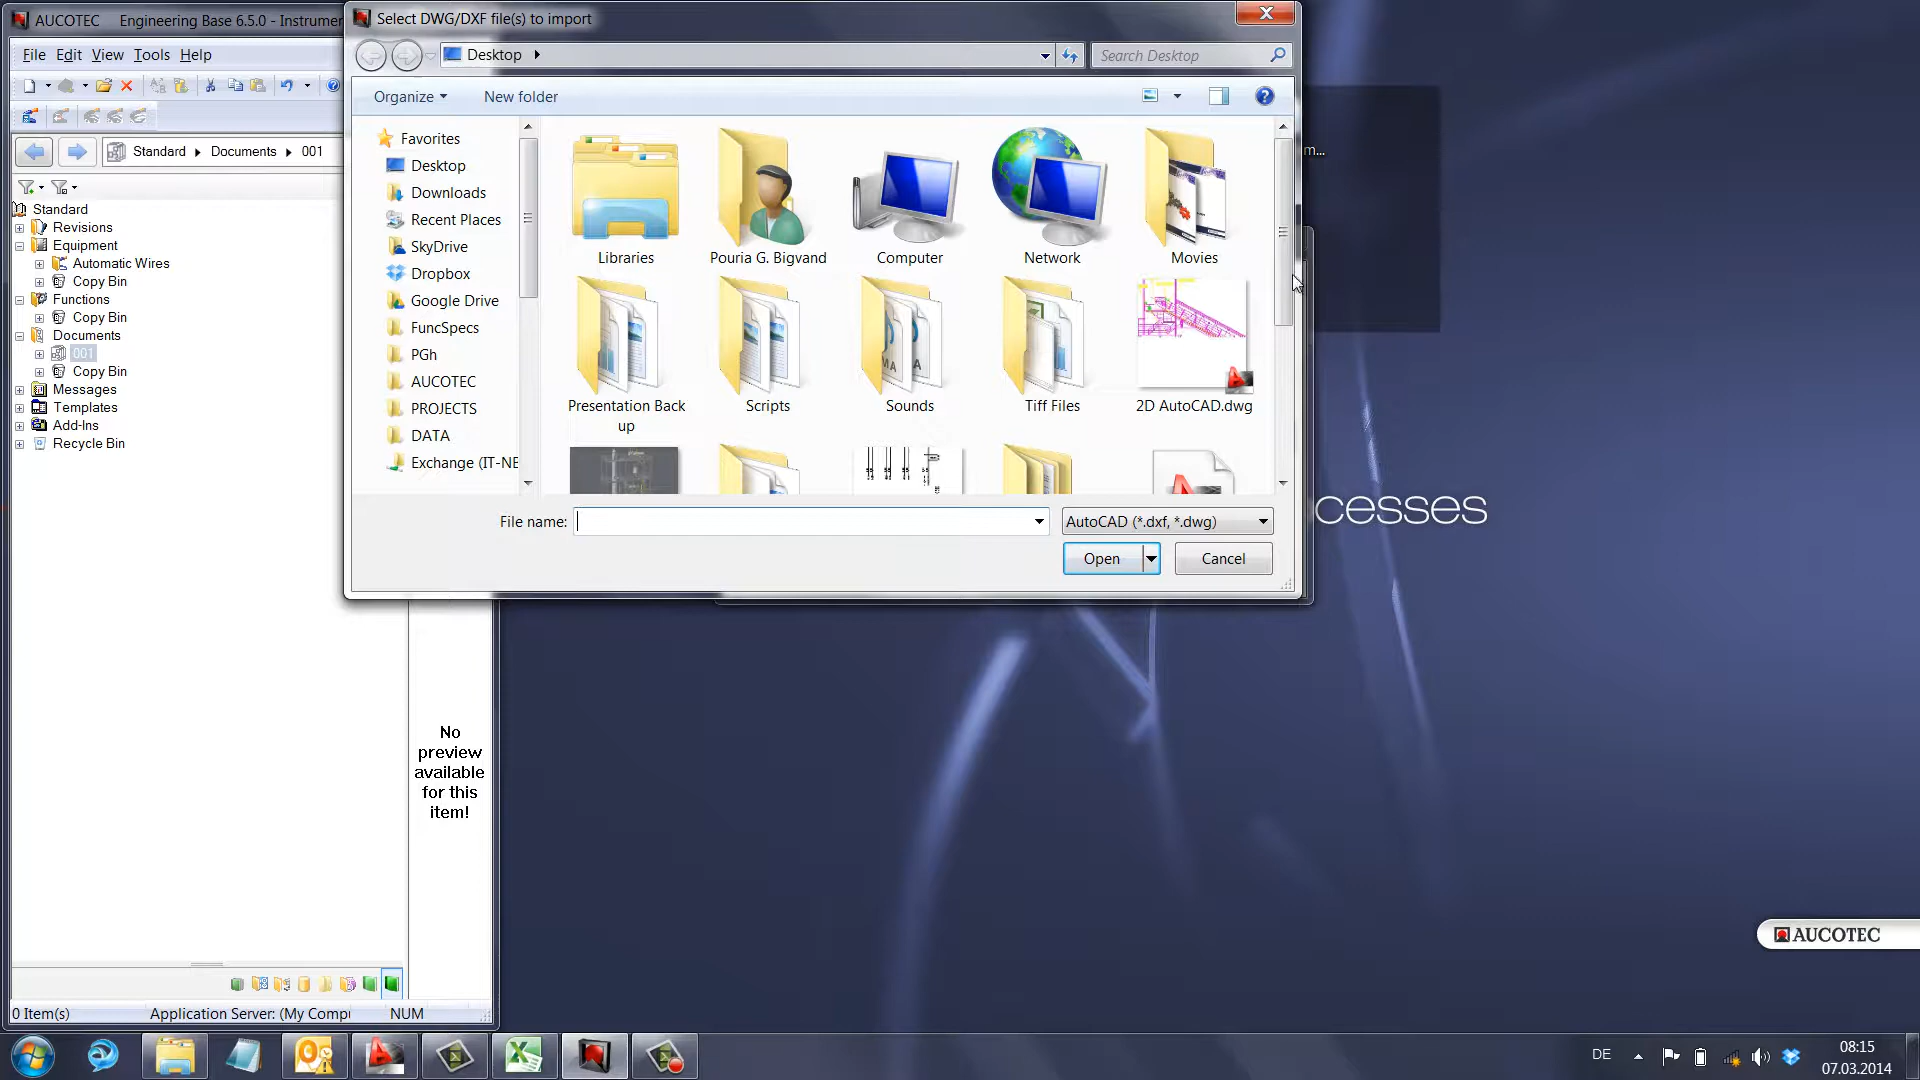 AUCOTEC Engineering Base 6.5.0 - Instrumen
Select DWG/DXF file(s) to import
File Edit View Tools Help
Desktop
Search Desktop
Organize
New folder
Standard Documents 001
Standard
Revisions
Equipment
Automatic Wires
Copy Bin
Functions
Copy Bin
Documents
001
Copy Bin
Messages
Templates
Add-Ins
Recycle Bin
Favorites
Desktop
Downloads
Recent Places
SkyDrive
Dropbox
Google Drive
FuncSpecs
PGh
AUCOTEC
PROJECTS
DATA
Exchange (IT-NE
Libraries
Pouria G. Bigvand
Computer
Network
Movies
Presentation Back
up
Scripts
Sounds
Tiff Files
2D AutoCAD.dwg
m...
File name:
AutoCAD (*.dxf, *.dwg)
Open
Cancel
cesses
No
preview
available
for this
item!
AUCOTEC
0 Item(s)
Application Server: (My Compu
NUM
DE
08:15
07.03.2014